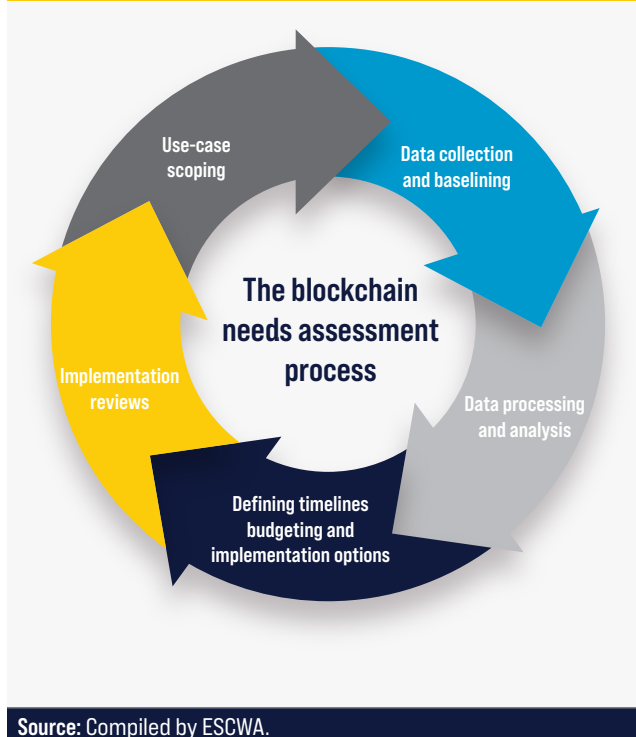 Use-case
scoping
Data collection
and baselining
The blockchain
needs assessment
process
Implementation
reviews
Data processing
and analysis
Defining timelines
budgeting and
implementation options
Source: Compiled by ESCWA.